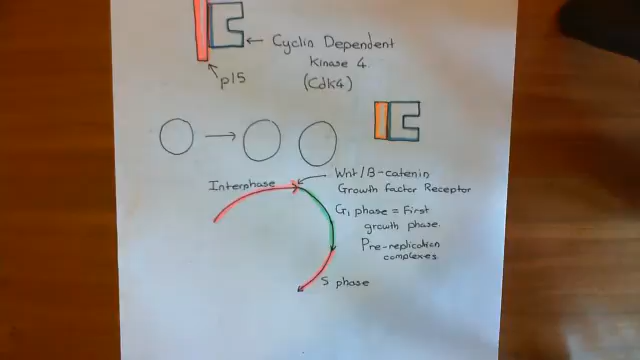 Cyclin Dependent
Kinase 4.
(Cdk4)
p15
Wnt/B-catenin
Growth Factor Receptor
Interphase
G1 phase = First
growth phase.
Pre-replication
complexes
S phase